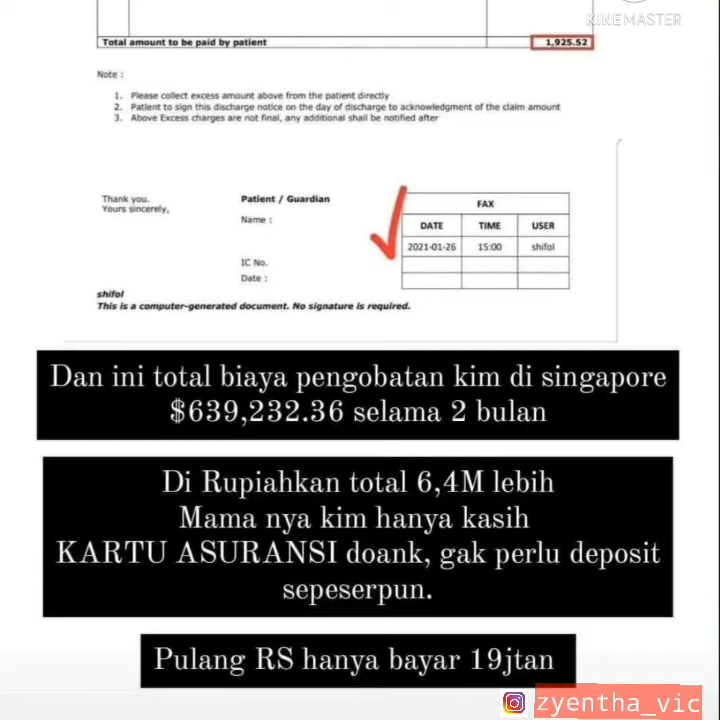 KINEMASTER
Total amount to be paid by patient 1,925.52
Note :
1. Please collect excess amount above from the patient directly
2. Patient to sign this discharge notice on the day of discharge to acknowledgment of the claim amount
3. Above Excess charges are not final, any additional shall be notified after
Thank you.
Yours sincerely,
Patient / Guardian
Name :
IC No.
Date :
FAX
DATE TIME USER
2021-01-26 15:00 shifol
shifol
This is a computer-generated document. No signature is required.
Dan ini total biaya pengobatan kim di singapore
$639,232.36 selama 2 bulan
Di Rupiahkan total 6,4M lebih
Mama nya kim hanya kasih
KARTU ASURANSI doank, gak perlu deposit
sepeserpun.
Pulang RS hanya bayar 19jtan
zyentha_vic